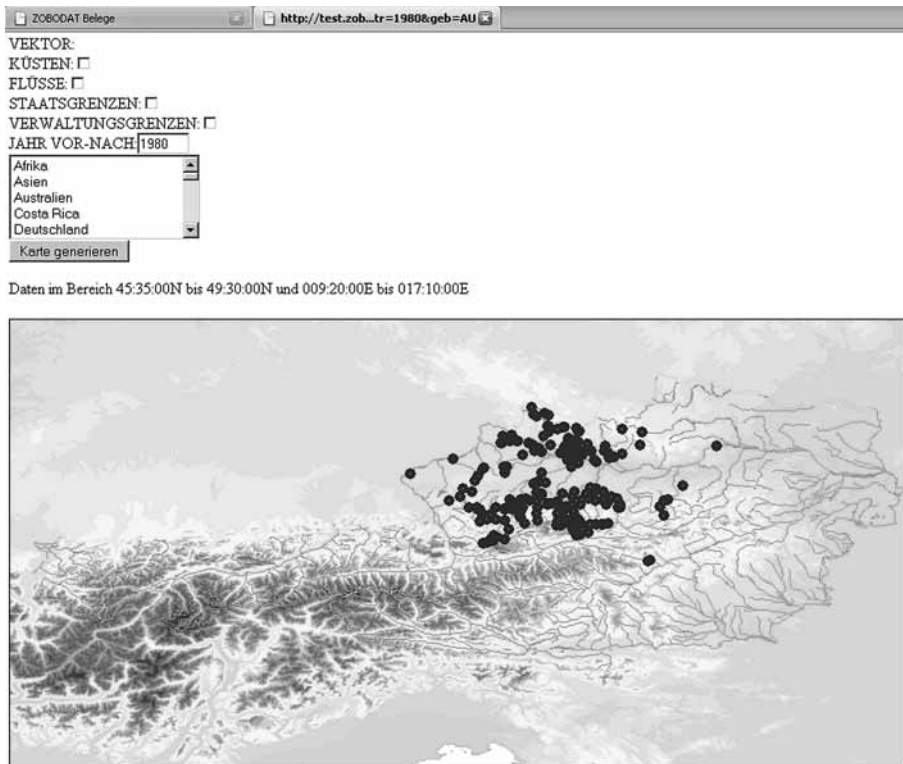 ZOBODAT Belege
http://test.zob...tr=1980&geb=AU
VEKTOR:
KÜSTEN:
FLÜSSE:
STAATSGRENZEN:
VERWALTUNGSGRENZEN:
JAHR VOR-NACH: 1980
Afrika
Asien
Australien
Costa Rica
Deutschland
Karte generieren
Daten im Bereich 45:35:00N bis 49:30:00N und 009:20:00E bis 017:10:00E